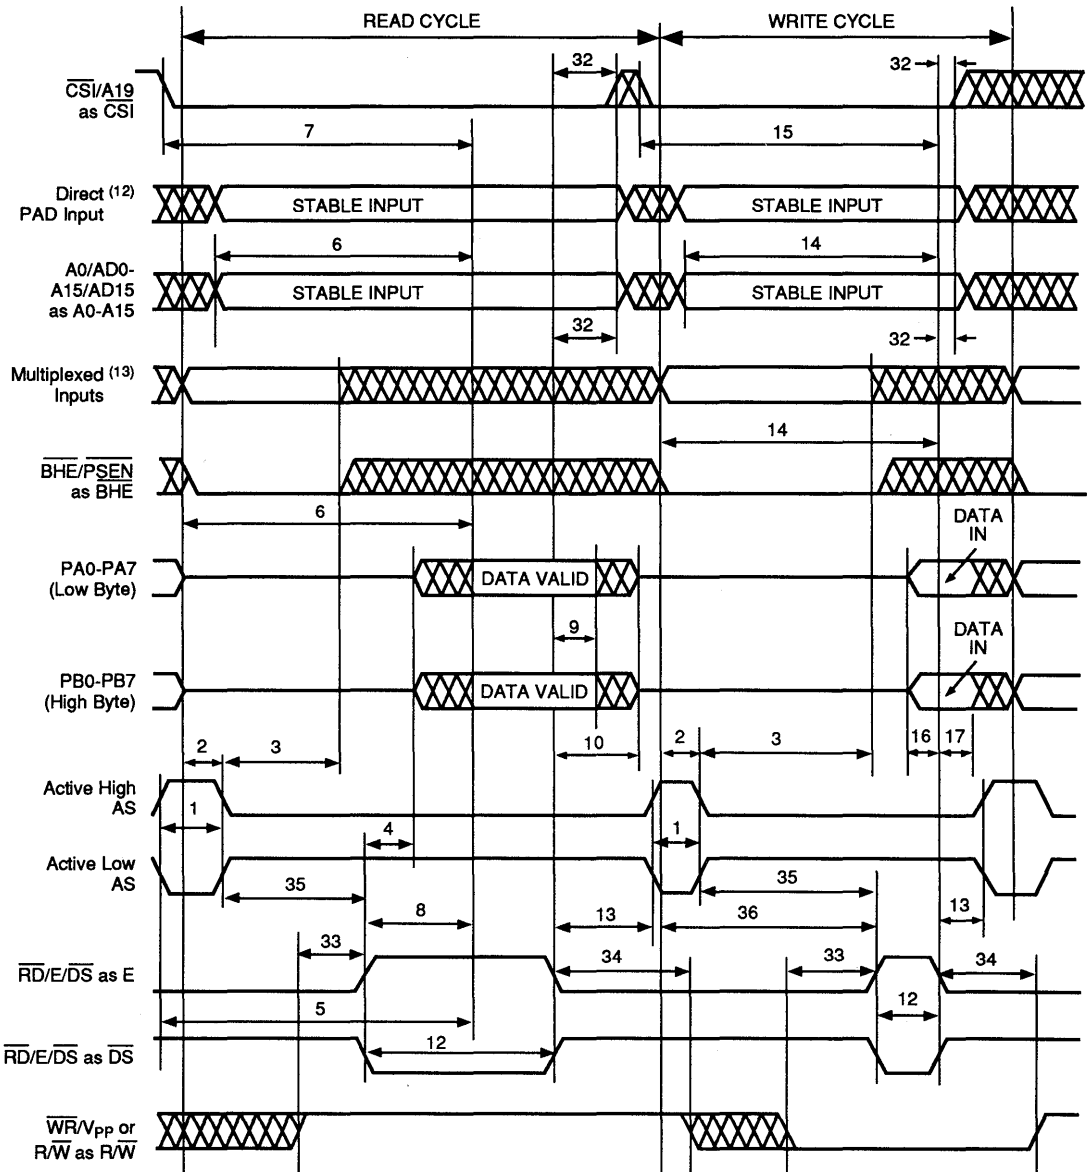 READ CYCLE WRITE CYCLE
32 32
CSI/A19
as CSI
7 15
Direct (12)
PAD Input
STABLE INPUT STABLE INPUT
6 14
A0/AD0-
A15/AD15
as A0-A15
STABLE INPUT STABLE INPUT
32 32
Multiplexed (13)
Inputs
14
BHE/PSEN
as BHE
6
DATA
IN
PA0-PA7
(Low Byte)
DATA VALID
9
DATA
IN
PB0-PB7
(High Byte)
DATA VALID
2 3 10 2 3 16 17
Active High
AS
1 4 1
Active Low
AS
35 35
8 13 36 13
33 34 33 34
RD/E/DS as E
5 12
12
RD/E/DS as DS
WR/VPP or
R/W as R/W